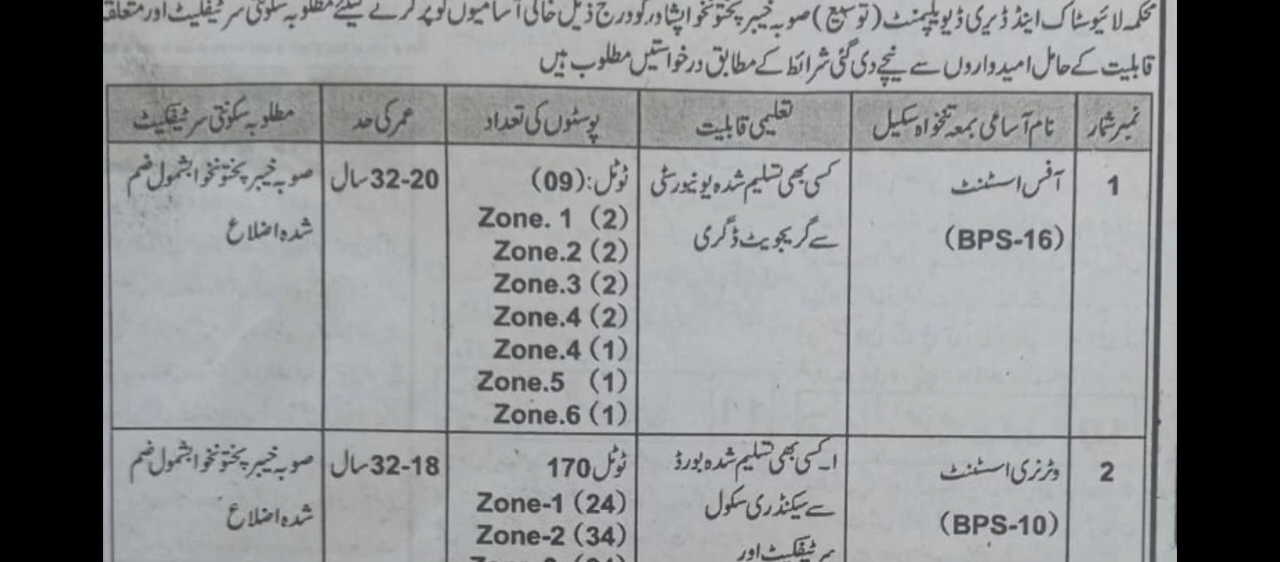 محکمہ لائیوسٹاک اینڈ ڈیری ڈیویلپمنٹ (توسیع) صوبہ خیبر پختونخوا پشاور کو درج ذیل خالی آسامیوں کو پر کرنے کیلئے مطلوبہ سکونتی سرٹیفکیٹ اور متعلقہ
قابلیت کے حامل امیدواروں سے نیچے دی گئی شرائط کے مطابق درخواستیں مطلوب ہیں
نمبر شمار نام آسامی بمعہ تنخواہ سکیل تعلیمی قابلیت پوسٹوں کی تعداد عمر کی حد مطلوبہ سکونتی سرٹیفکیٹ
1 آفس اسسٹنٹ کسی بھی تسلیم شدہ یونیورسٹی ٹوٹل: (09) 32-20 سال صوبہ خیبر پختونخوا بشمول ضم
(BPS-16) سے گریجویٹ ڈگری شدہ اضلاع
Zone. 1 (2)
Zone.2 (2)
Zone.3 (2)
Zone.4 (2)
Zone.4 (1)
Zone.5 (1)
Zone.6 (1)
2 وٹرنری اسسٹنٹ ا۔ کسی بھی تسلیم شدہ بورڈ ٹوٹل 170 32-18 سال صوبہ خیبر پختونخوا بشمول ضم
(BPS-10) سے سیکنڈری سکول Zone-1 (24) شدہ اضلاع
سرٹیفکیٹ اور Zone-2 (34)